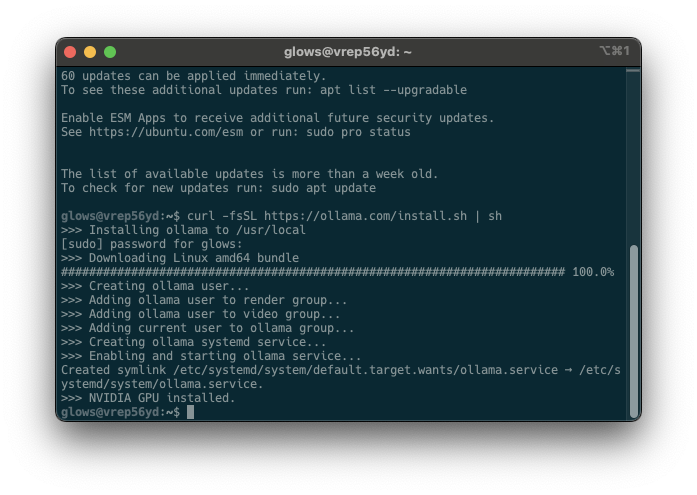 glows@vrep56yd: ~
⌥⌘1
60 updates can be applied immediately.
To see these additional updates run: apt list --upgradable
Enable ESM Apps to receive additional future security updates.
See https://ubuntu.com/esm or run: sudo pro status
The list of available updates is more than a week old.
To check for new updates run: sudo apt update
glows@vrep56yd:~$ curl -fsSL https://ollama.com/install.sh | sh
>>> Installing ollama to /usr/local
[sudo] password for glows:
>>> Downloading Linux amd64 bundle
######################################################################## 100.0%
>>> Creating ollama user...
>>> Adding ollama user to render group...
>>> Adding ollama user to video group...
>>> Adding current user to ollama group...
>>> Creating ollama systemd service...
>>> Enabling and starting ollama service...
Created symlink /etc/systemd/system/default.target.wants/ollama.service → /etc/s
ystemd/system/ollama.service.
>>> NVIDIA GPU installed.
glows@vrep56yd:~$